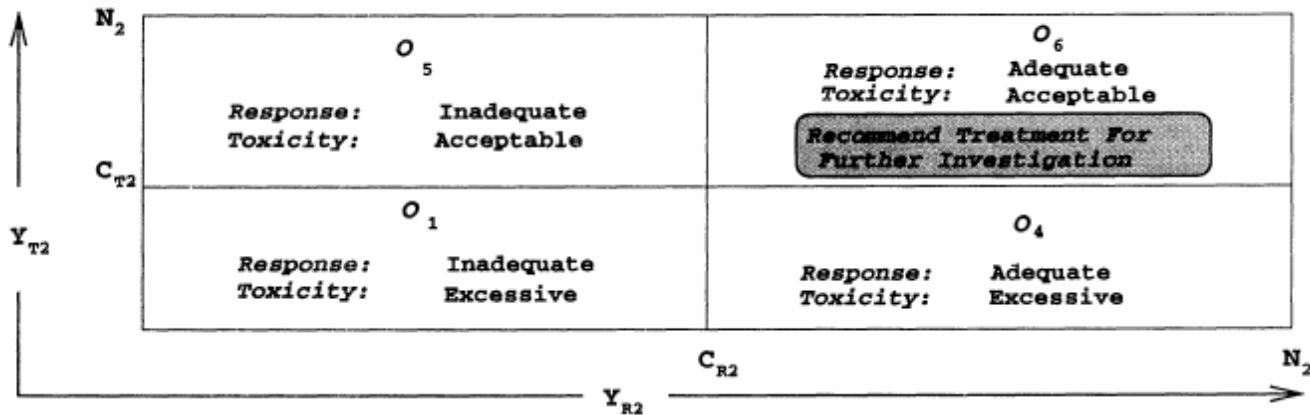 N2
O5
Response: Inadequate
Toxicity: Acceptable
O6
Response: Adequate
Toxicity: Acceptable
Recommend Treatment For
Further Investigation
CT2
YT2
O1
Response: Inadequate
Toxicity: Excessive
O4
Response: Adequate
Toxicity: Excessive
CR2
N2
YR2